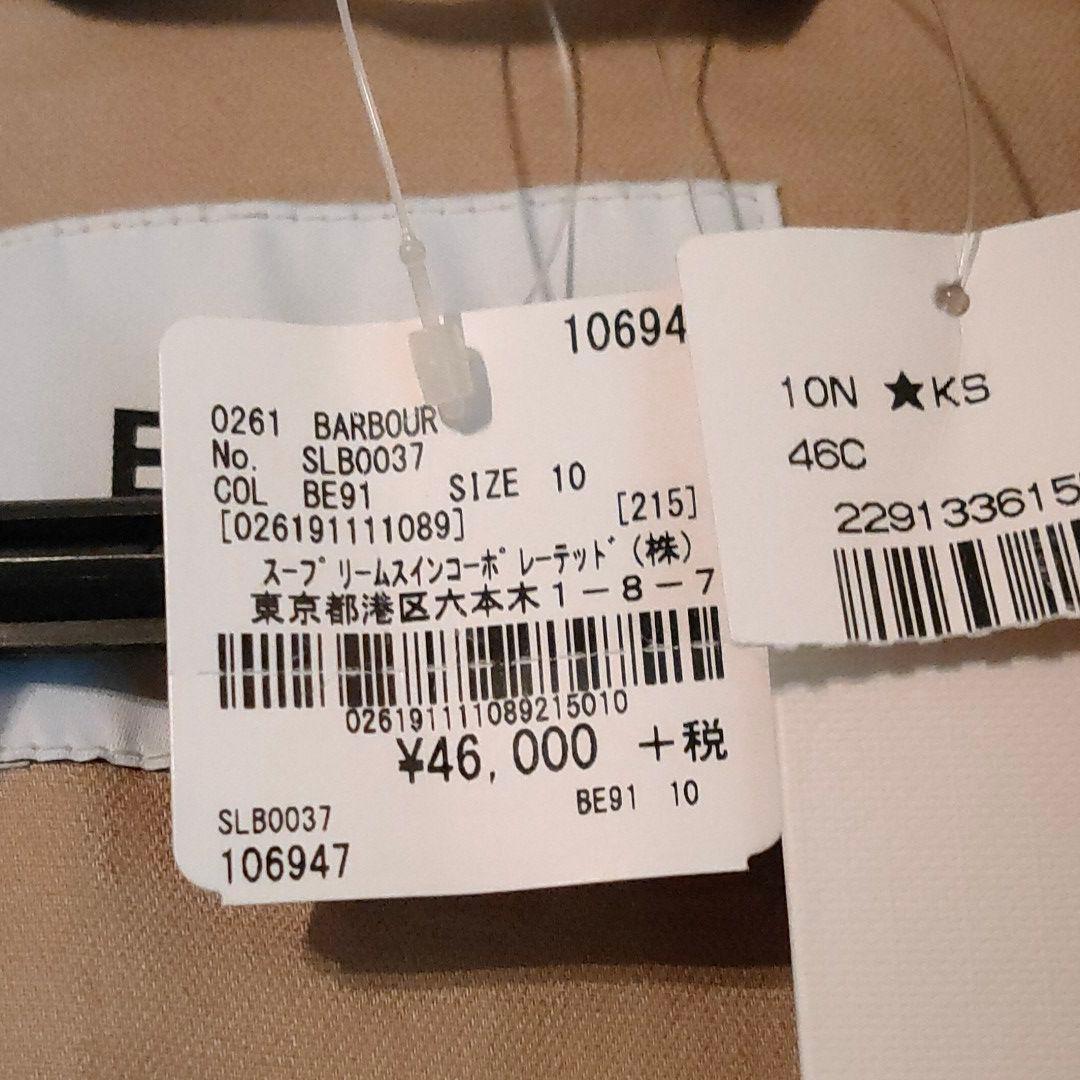 10694
0261 BARBOUR
No. SLB0037
COL BE91 SIZE 10
[026191111089] [215]
スープリームスインコーポレーテッド(株)
東京都港区六本木1-8-7
026191111089215010
¥46,000 +税
SLB0037 BE91 10
106947
10N ★KS
46C
2291336155